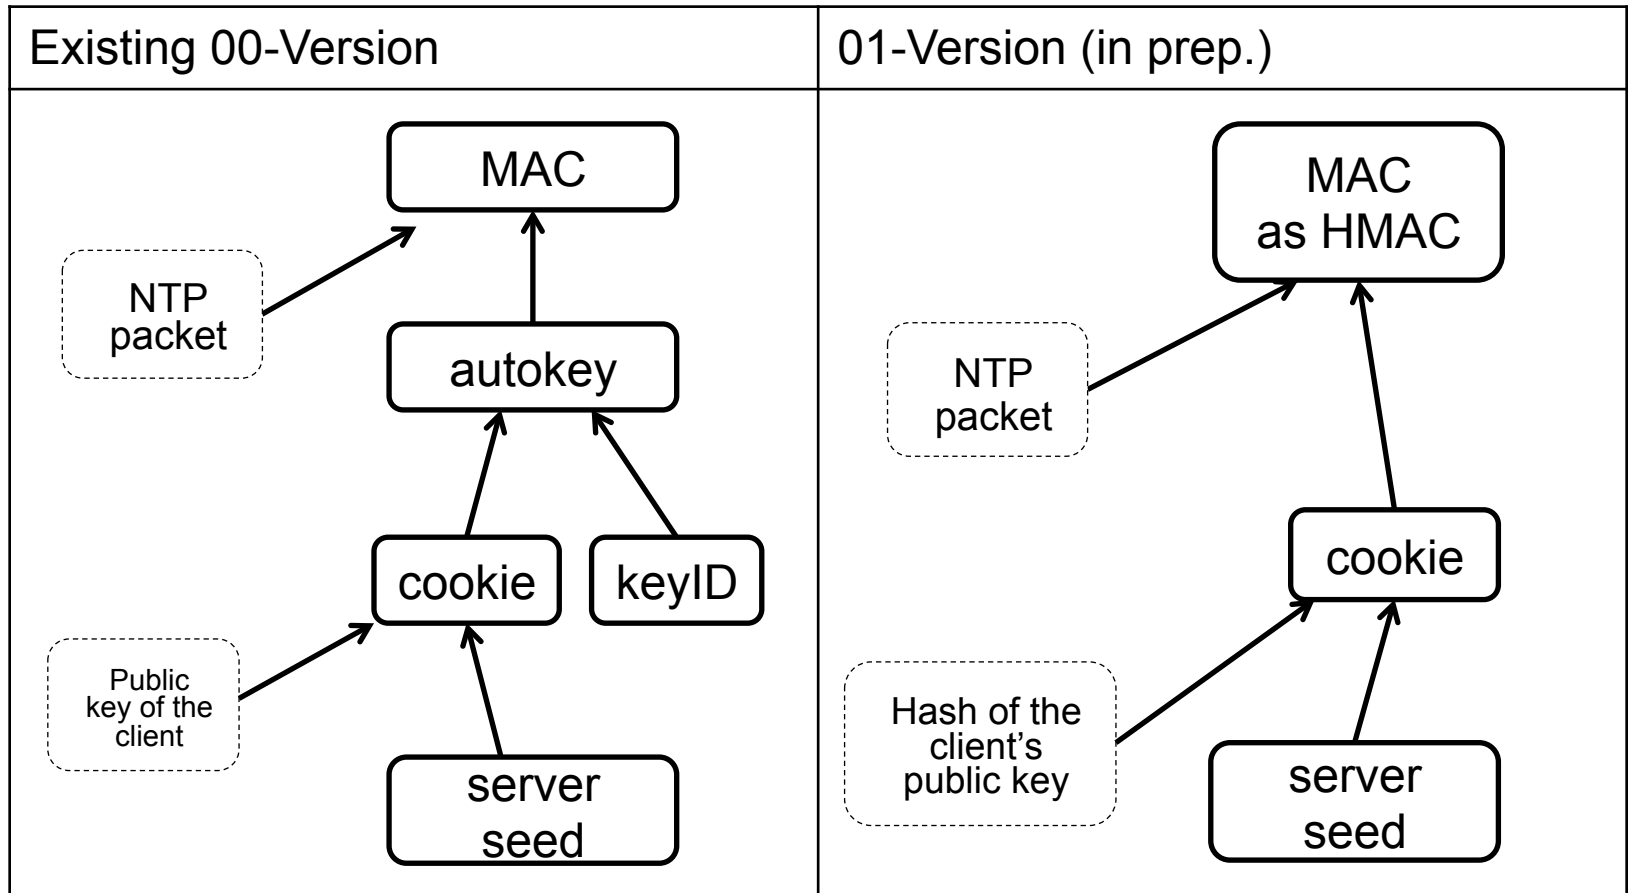 Existing 00-Version
01-Version (in prep.)
MAC
NTP
packet
autokey
cookie
keyID
Public
key of the
client
server
seed
MAC
as HMAC
NTP
packet
cookie
Hash of the
client’s
public key
server
seed